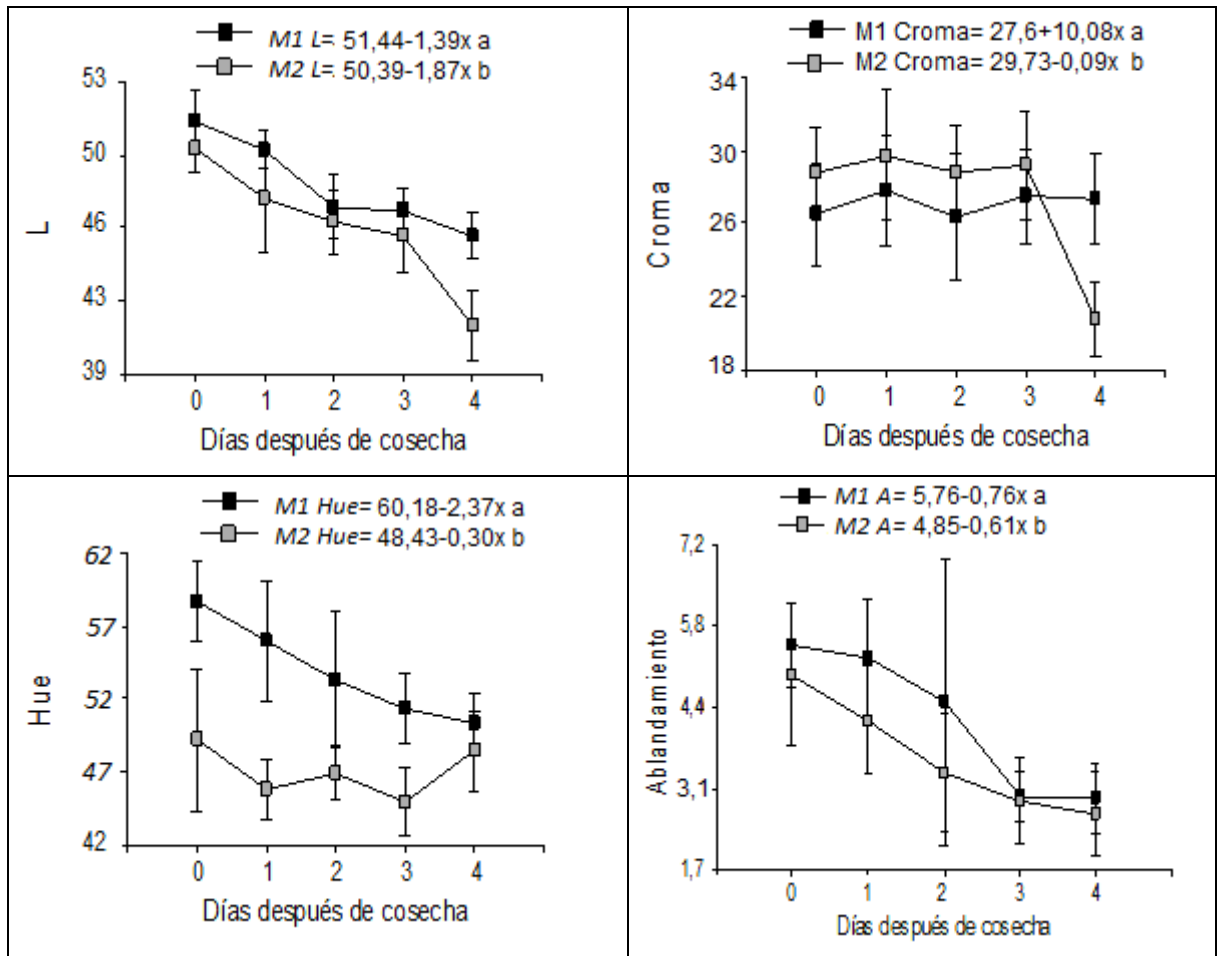 M1 L=. 51,44-1,39x a
M2 L=. 50,39-1,87x b
53
50
46
43
39
L
0 1 2 3 4
Días después de cosecha
M1 Croma= 27,6+10,08x a
M2 Croma= 29,73-0,09x b
34
30
26
22
18
Croma
0 1 2 3 4
Días después de cosecha
M1 Hue= 60,18-2,37x a
M2 Hue= 48,43-0,30x b
62
57
52
47
42
Hue
0 1 2 3 4
Días después de cosecha
M1 A= 5,76-0,76x a
M2 A= 4,85-0,61x b
7,2
5,8
4,4
3,1
1,7
Ablandamiento
0 1 2 3 4
Días después de cosecha